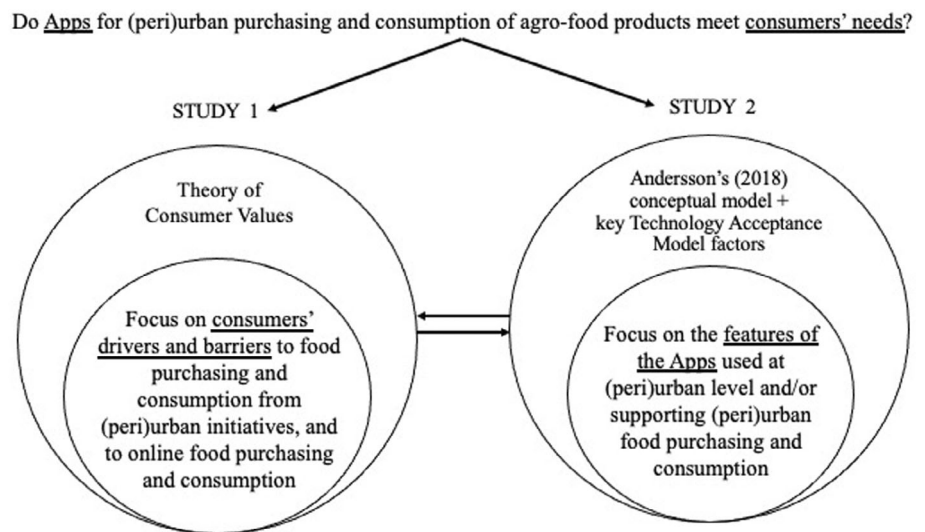 Do Apps for (peri)urban purchasing and consumption of agro-food products meet consumers’ needs?
STUDY 1
STUDY 2
Theory of
Consumer Values
Focus on consumers’
drivers and barriers to food
purchasing and
consumption from
(peri)urban initiatives, and
to online food purchasing
and consumption
Andersson’s (2018)
conceptual model +
key Technology Acceptance
Model factors
Focus on the features of
the Apps used at
(peri)urban level and/or
supporting (peri)urban
food purchasing and
consumption